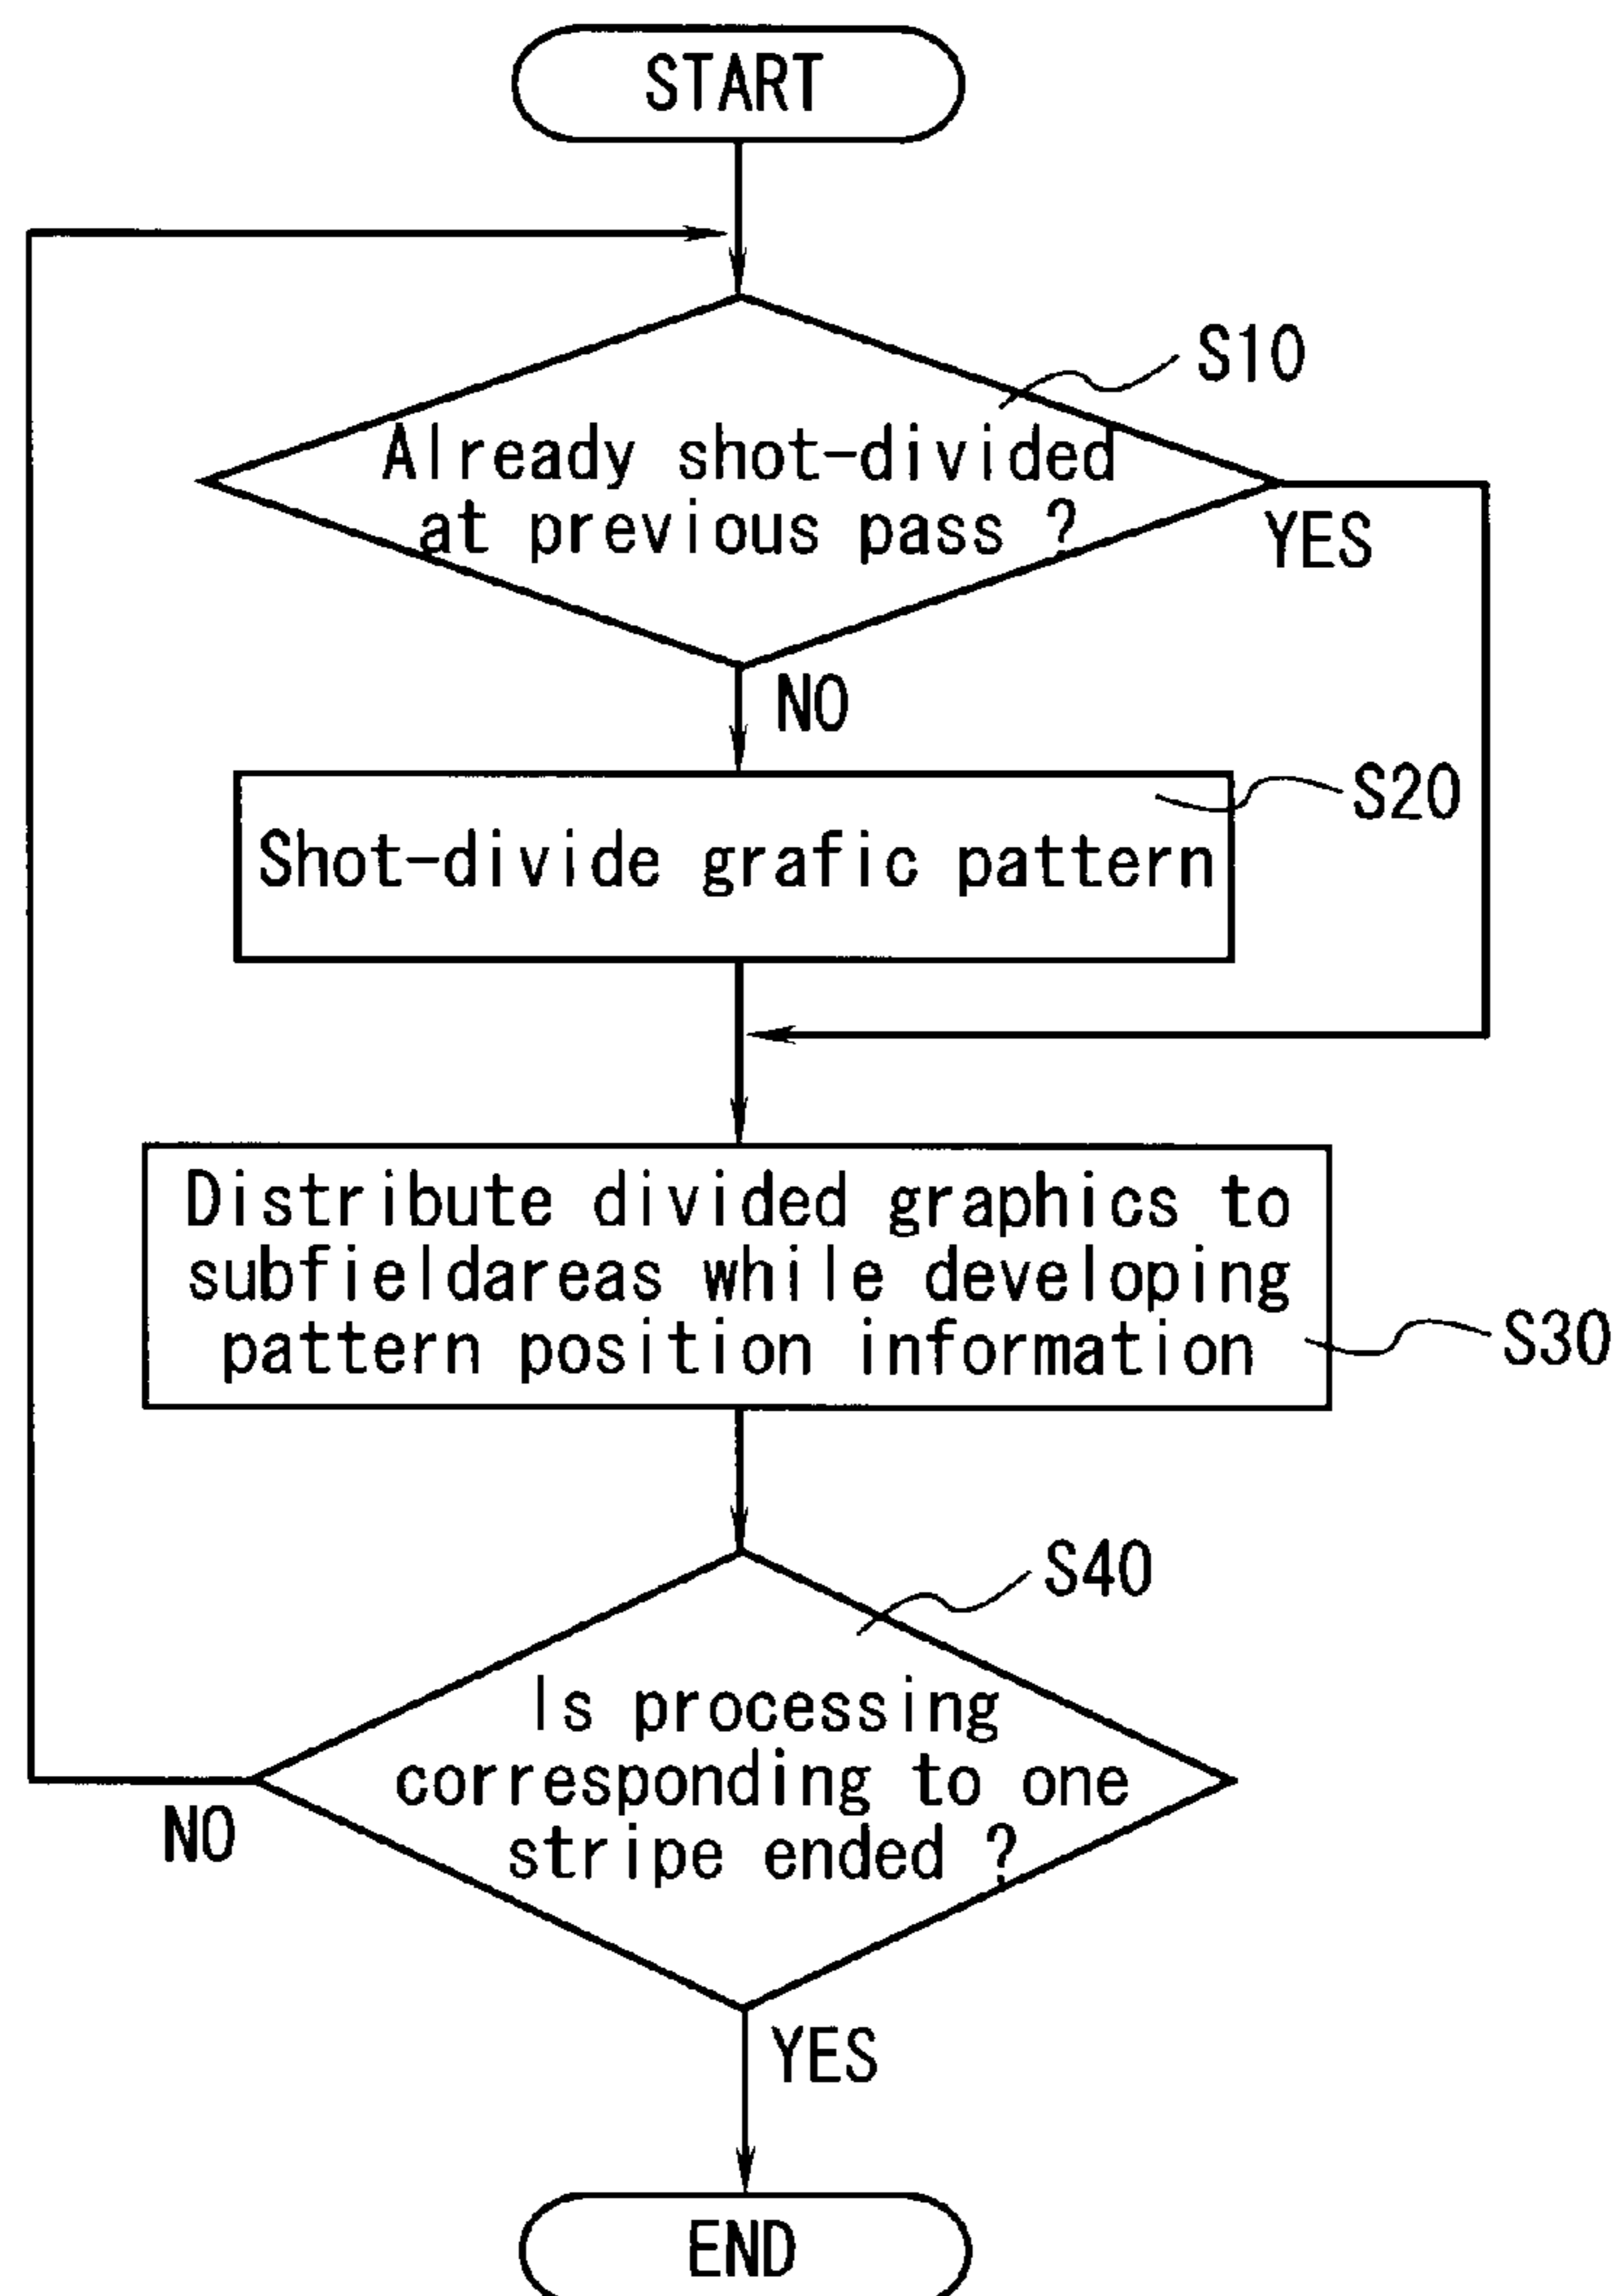 START
S10
Already shot-divided
at previous pass ?
YES
NO
S20
Shot-divide grafic pattern
Distribute divided graphics to
subfieldareas while developing
pattern position information
S30
S40
Is processing
corresponding to one
stripe ended ?
NO
YES
END